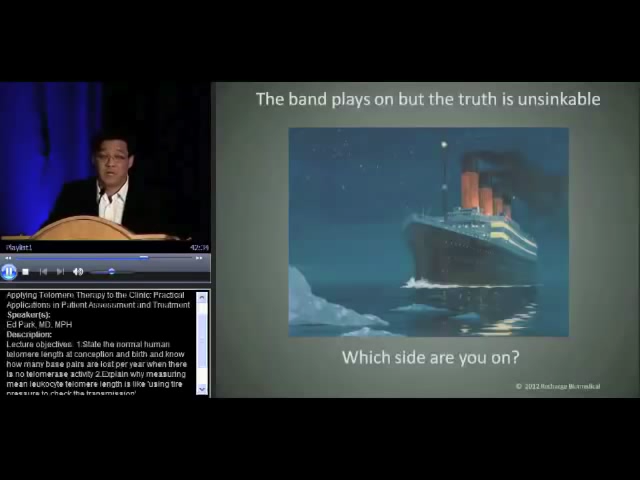 The band plays on but the truth is unsinkable
Playlist1
42:34
Applying Telomere Therapy to the Clinic: Practical
Applications in Patient Assessment and Treatment
Speaker(s):
Ed Park, MD, MPH
Description:
Lecture objectives: 1:State the normal human
telomere length at conception and birth and know
how many base pairs are lost per year when there
is no telomerase activity 2.Explain why measuring
mean leukocyte telomere length is like 'using tire
pressure to check the transmission'
Which side are you on?
© 2012 Recharge Biomedical